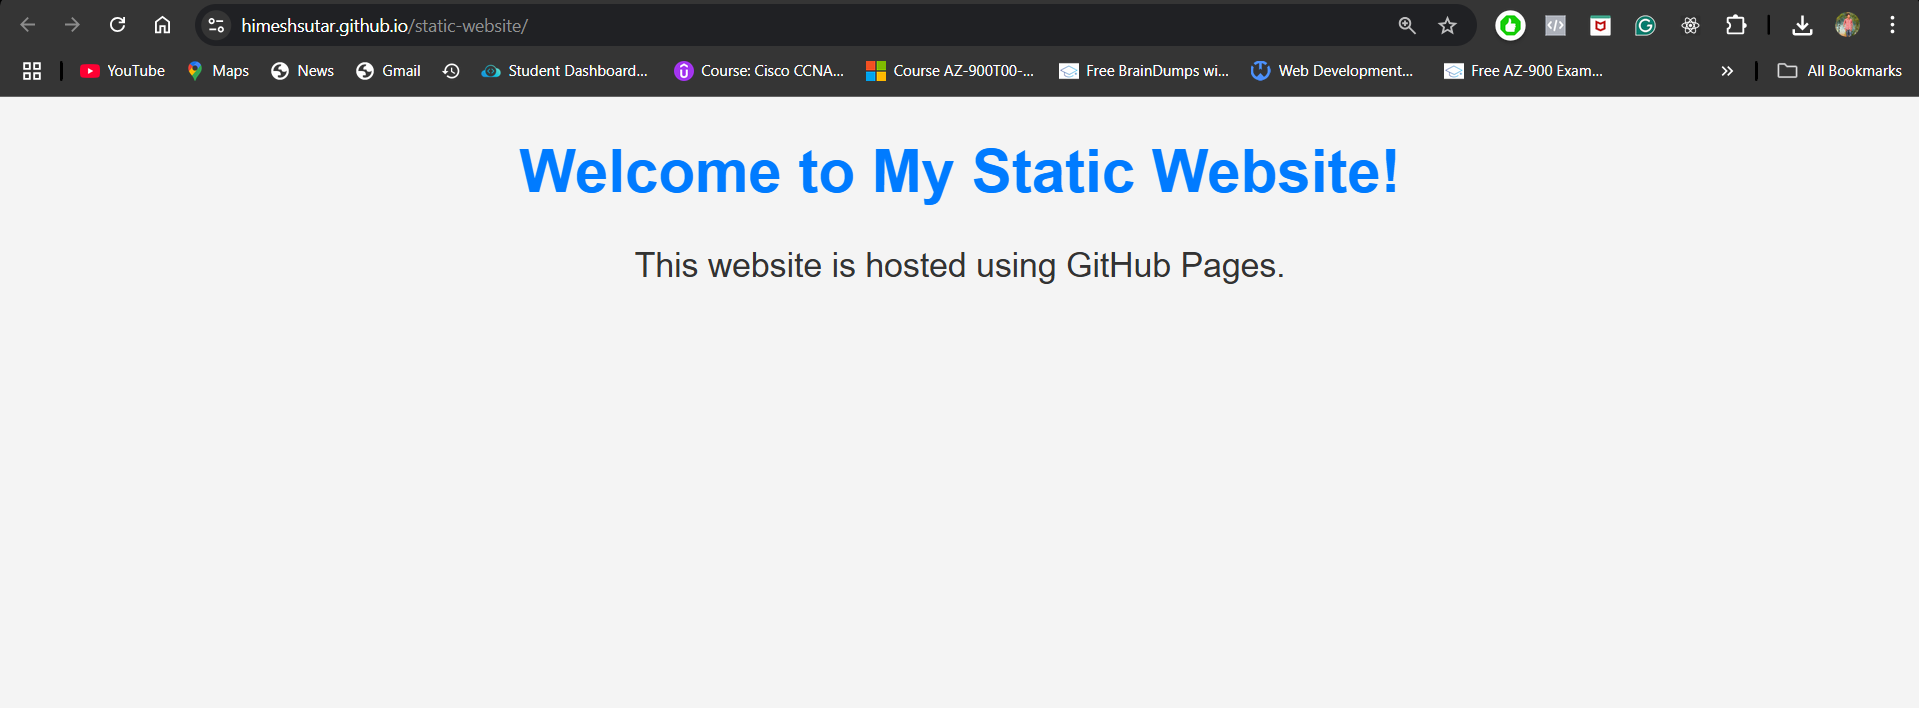 himeshsutar.github.io/static-website/
YouTube Maps News Gmail Student Dashboard... Course: Cisco CCNA... Course AZ-900T00-... Free BrainDumps wi... Web Development... Free AZ-900 Exam... All Bookmarks
Welcome to My Static Website!
This website is hosted using GitHub Pages.